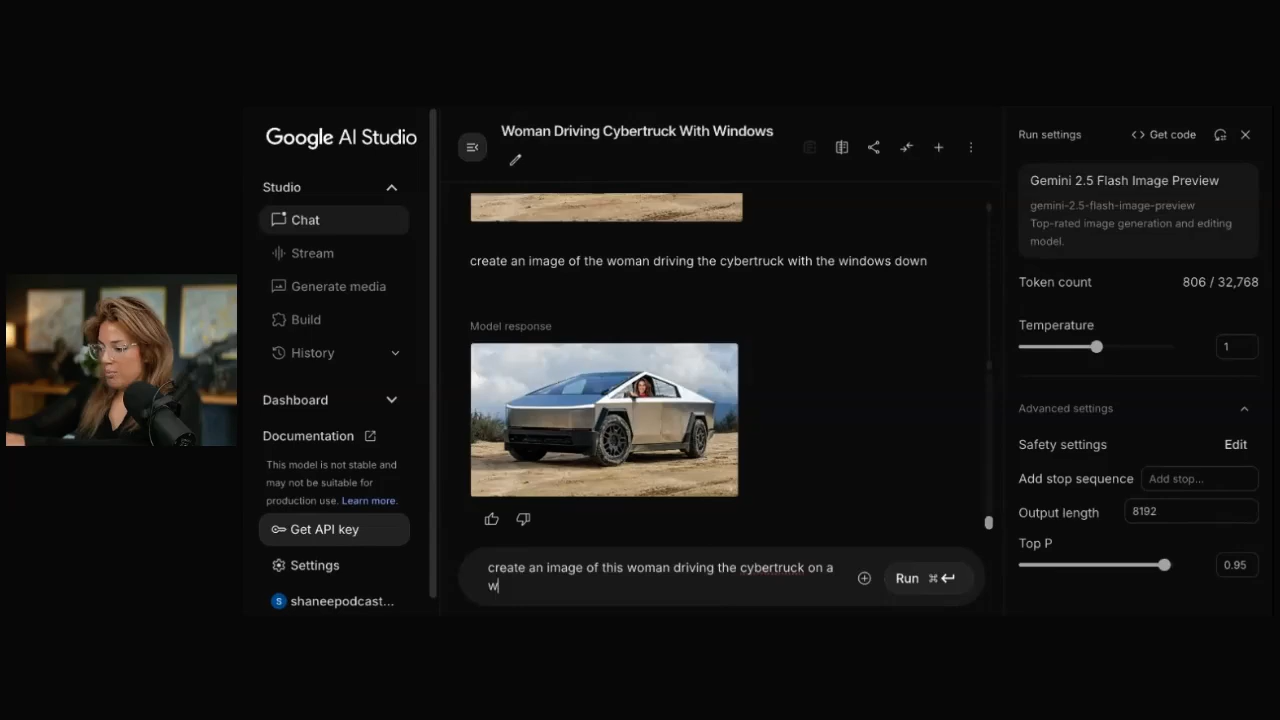 Google AI Studio
Studio
Chat
Stream
Generate media
Build
History
Dashboard
Documentation
This model is not stable and
may not be suitable for
production use. Learn more.
Get API key
Settings
shaneepodcast...
S
Woman Driving Cybertruck With Windows
create an image of the woman driving the cybertruck with the windows down
Model response
create an image of this woman driving the cybertruck on a
w
Run ⌘
Run settings
Get code
Gemini 2.5 Flash Image Preview
gemini-2.5-flash-image-preview
Top-rated image generation and editing
model.
Token count 806 / 32,768
Temperature
1
Advanced settings
Safety settings Edit
Add stop sequence Add stop...
Output length 8192
Top P
0.95